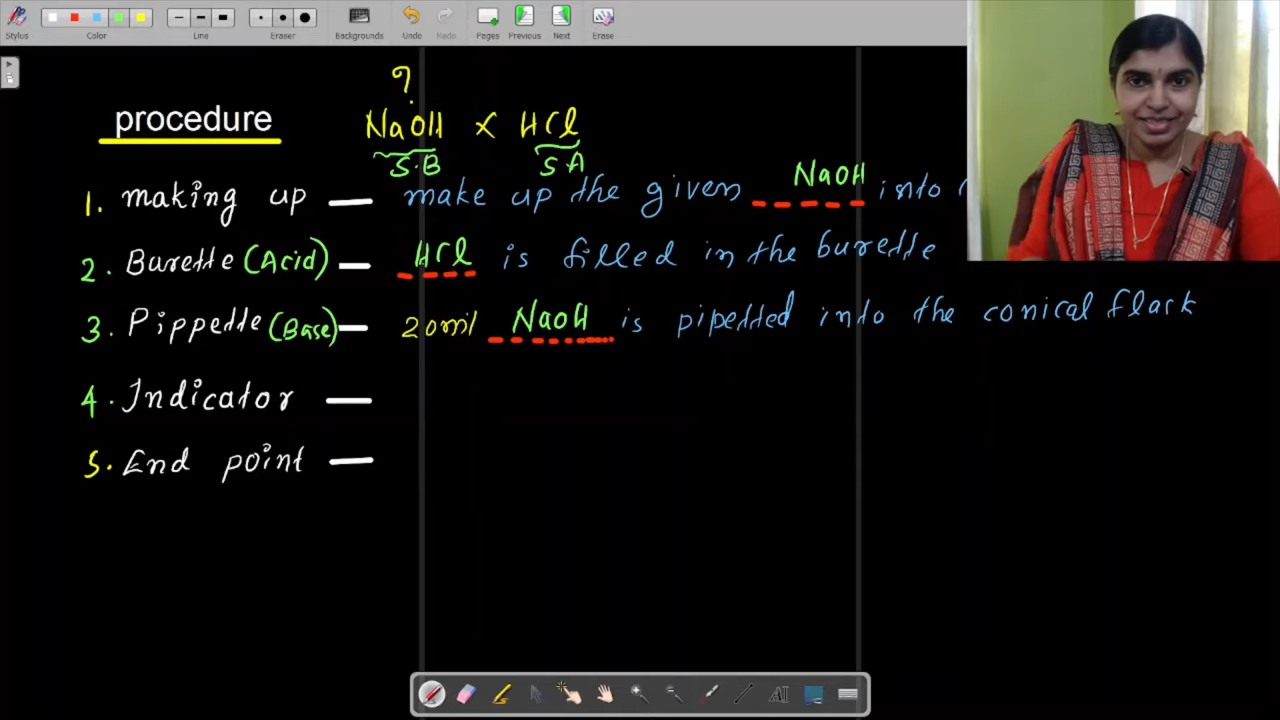 Stylus Color Line Eraser Backgrounds Undo Redo Pages Previous Next Erase
?
procedure NaOH × HCl
S.B S A
1. making up — make up the given NaOH into
2. Burette (Acid) — HCl is filled in the burette
3. Pippette (Base) — 20ml NaOH is pipetted into the conical flask
4. Indicator —
5. End point —